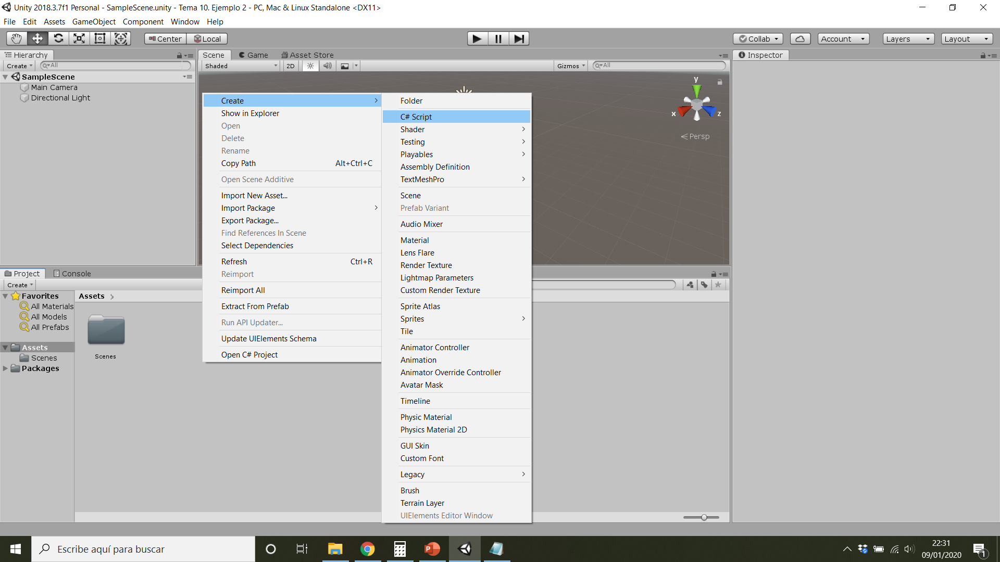 Unity 2018.3.7f1 Personal - SampleScene.unity - Tema 10. Ejemplo 2 - PC, Mac & Linux Standalone <DX11>
File Edit Assets GameObject Component Window Help
Center Local Collab Account Layers Layout
Hierarchy
Create All
SampleScene
Main Camera
Directional Light
Scene Game Asset Store
Shaded 2D Gizmos All
y
x z
Persp
Inspector
Create
Show in Explorer
Open
Delete
Rename
Copy Path Alt+Ctrl+C
Open Scene Additive
Import New Asset...
Import Package
Export Package...
Find References In Scene
Select Dependencies
Refresh Ctrl+R
Reimport
Reimport All
Extract From Prefab
Run API Updater...
Update UIElements Schema
Open C# Project
Folder
C# Script
Shader
Testing
Playables
Assembly Definition
TextMeshPro
Scene
Prefab Variant
Audio Mixer
Material
Lens Flare
Render Texture
Lightmap Parameters
Custom Render Texture
Sprite Atlas
Sprites
Tile
Animator Controller
Animation
Animator Override Controller
Avatar Mask
Timeline
Physic Material
Physics Material 2D
GUI Skin
Custom Font
Legacy
Brush
Terrain Layer
UIElements Editor Window
Project Console
Create
Favorites
All Materials
All Models
All Prefabs
Assets
Scenes
Packages
Assets
Scenes
Escribe aquí para buscar
P
22:31
09/01/2020
1